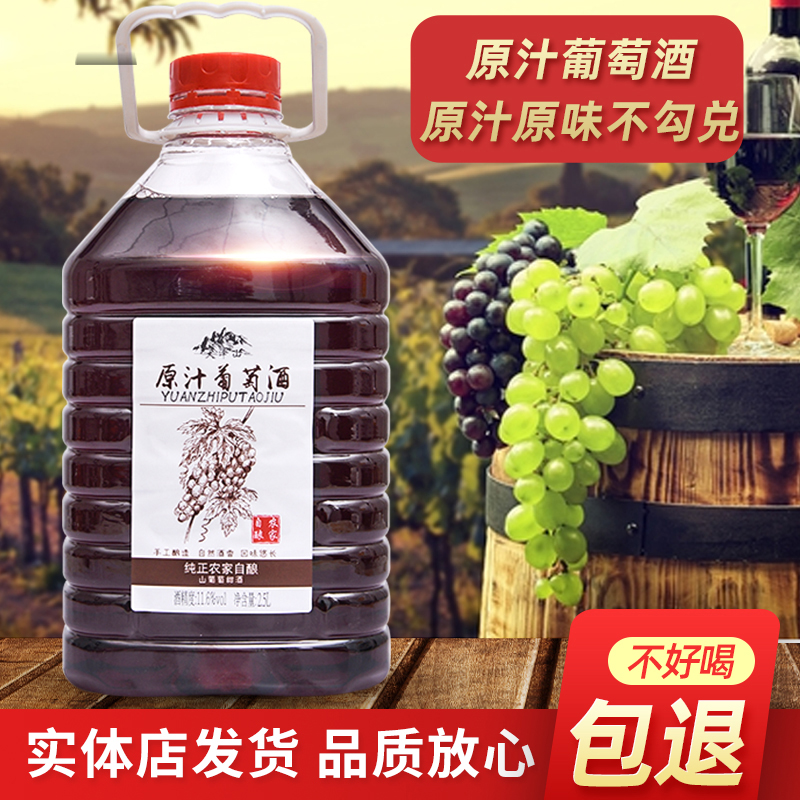 原汁葡萄酒
原汁原味不勾兑
原汁葡萄酒
YUANZHIPUTAOJIU
农家
自酿
手工酿造 自然酒香 回味悠长
纯正农家自酿
山葡萄甜酒
酒精度:11.6%vol 净含量:2.5L
不好喝
包退
实体店发货 品质放心